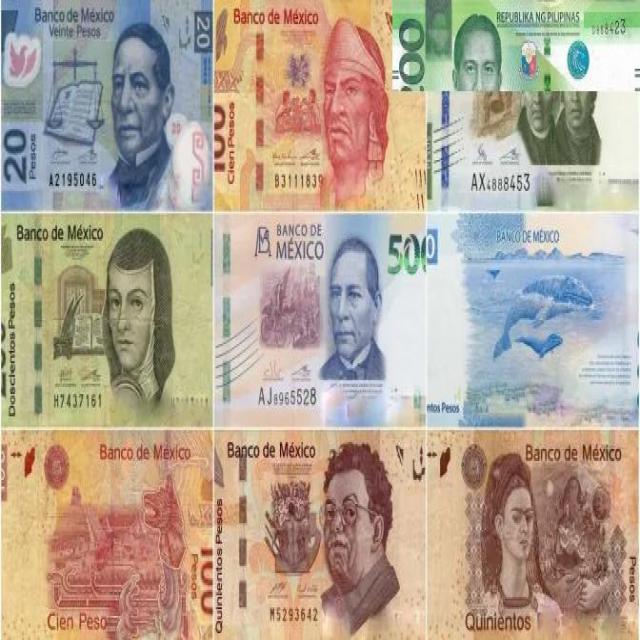 Banco de México
Veinte Pesos
20
20
Pesos
A2195046
Banco de México
100
Cien Pesos
B3111839
REPUBLIKA NG PILIPINAS
00
AX4888453
Banco de México
Doscientos Pesos
H7437161
BANCO DE
MÉXICO
500
AJ8965528
BANCO DE MÉXICO
ntos Pesos
Banco de México
100
Pesos
Cien Peso
Banco de México
Quinientos Pesos
M5293642
Banco de México
Pesos
Quinientos